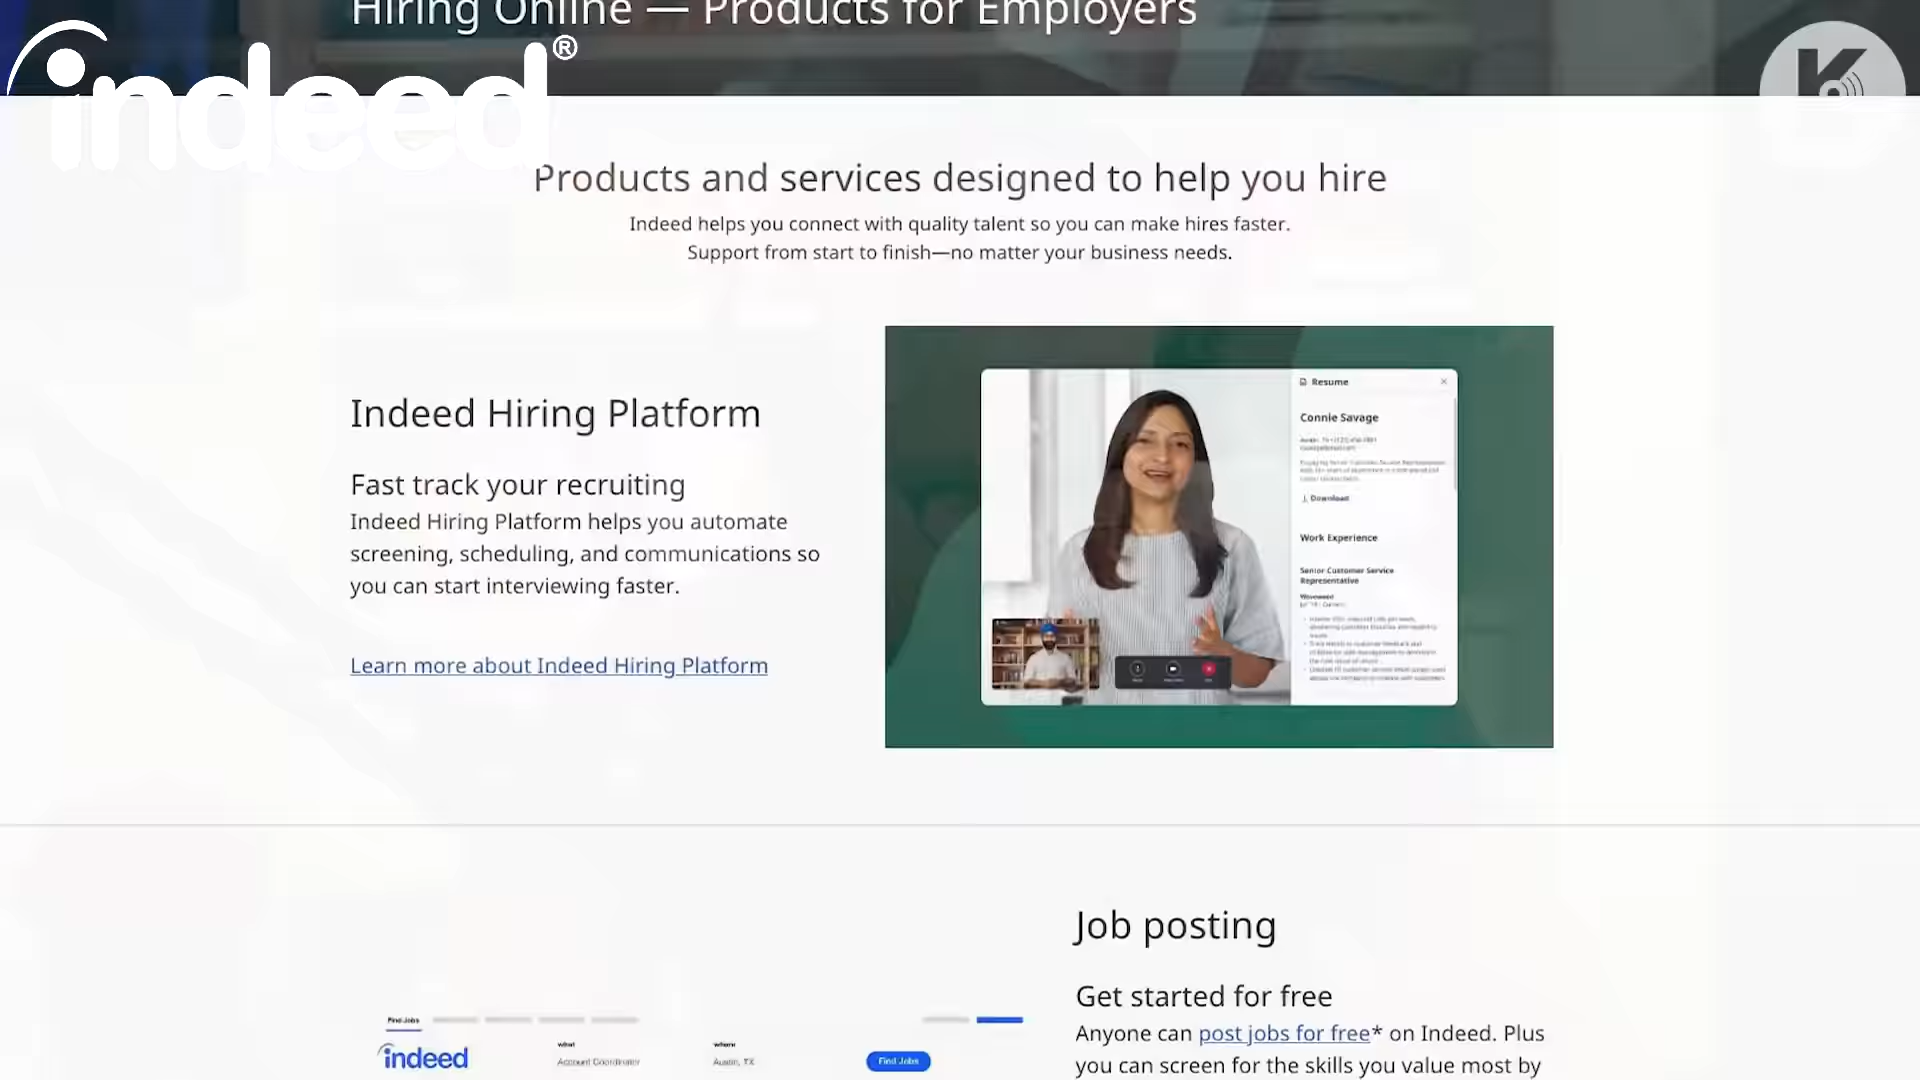 Hiring Online — Products for Employers
indeed®
K
Products and services designed to help you hire
Indeed helps you connect with quality talent so you can make hires faster.
Support from start to finish—no matter your business needs.
Indeed Hiring Platform
Fast track your recruiting
Indeed Hiring Platform helps you automate
screening, scheduling, and communications so
you can start interviewing faster.
Learn more about Indeed Hiring Platform
Resume
Connie Savage
Download
Work Experience
Senior Customer Service
Representative
Job posting
Get started for free
Anyone can post jobs for free* on Indeed. Plus
you can screen for the skills you value most by
Find Jobs
what
where
indeed
Account Coordinator
Austin, TX
Find Jobs